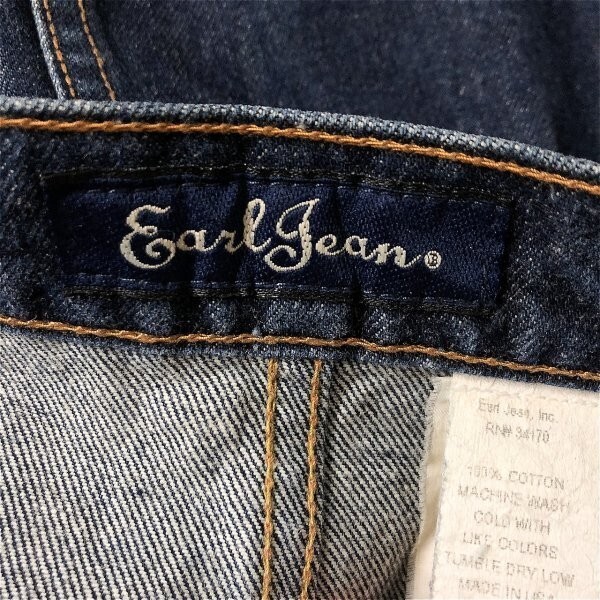 Earl Jean®
Earl Jean, Inc.
RN# 34170
100% COTTON
MACHINE WASH
COLD WITH
LIKE COLORS
TUMBLE DRY LOW
MADE IN USA